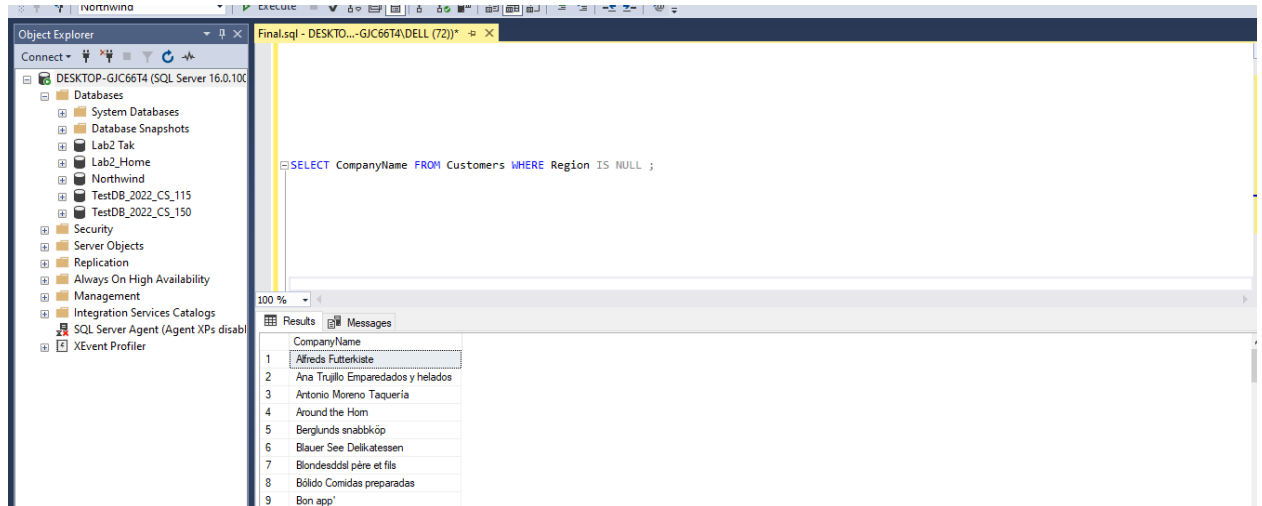 Northwind
Execute
Object Explorer
Final.sql - DESKTO...-GJC66T4\DELL (72))*
Connect
DESKTOP-GJC66T4 (SQL Server 16.0.100
Databases
System Databases
Database Snapshots
Lab2 Tak
Lab2_Home
Northwind
TestDB_2022_CS_115
TestDB_2022_CS_150
Security
Server Objects
Replication
Always On High Availability
Management
Integration Services Catalogs
SQL Server Agent (Agent XPs disabl
XEvent Profiler
SELECT CompanyName FROM Customers WHERE Region IS NULL ;
100 %
Results Messages
CompanyName
1 Alfreds Futterkiste
2 Ana Trujillo Emparedados y helados
3 Antonio Moreno Taquería
4 Around the Horn
5 Berglunds snabbköp
6 Blauer See Delikatessen
7 Blondesddsl père et fils
8 Bólido Comidas preparadas
9 Bon app'